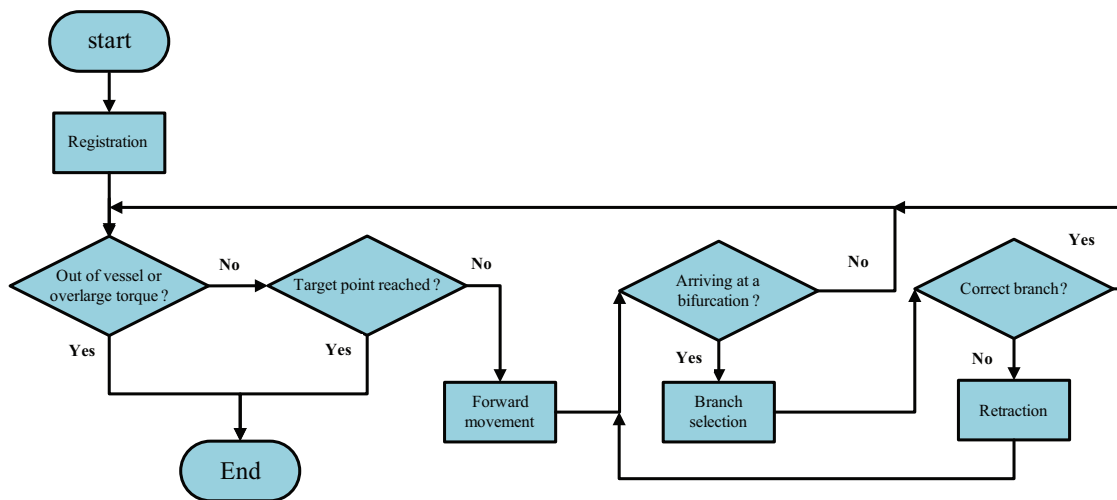 start
Registration
Out of vessel or
overlarge torque ?
No
Yes
Target point reached ?
No
Yes
Forward
movement
Arriving at a
bifurcation ?
No
Yes
Branch
selection
Correct branch ?
Yes
No
Retraction
End